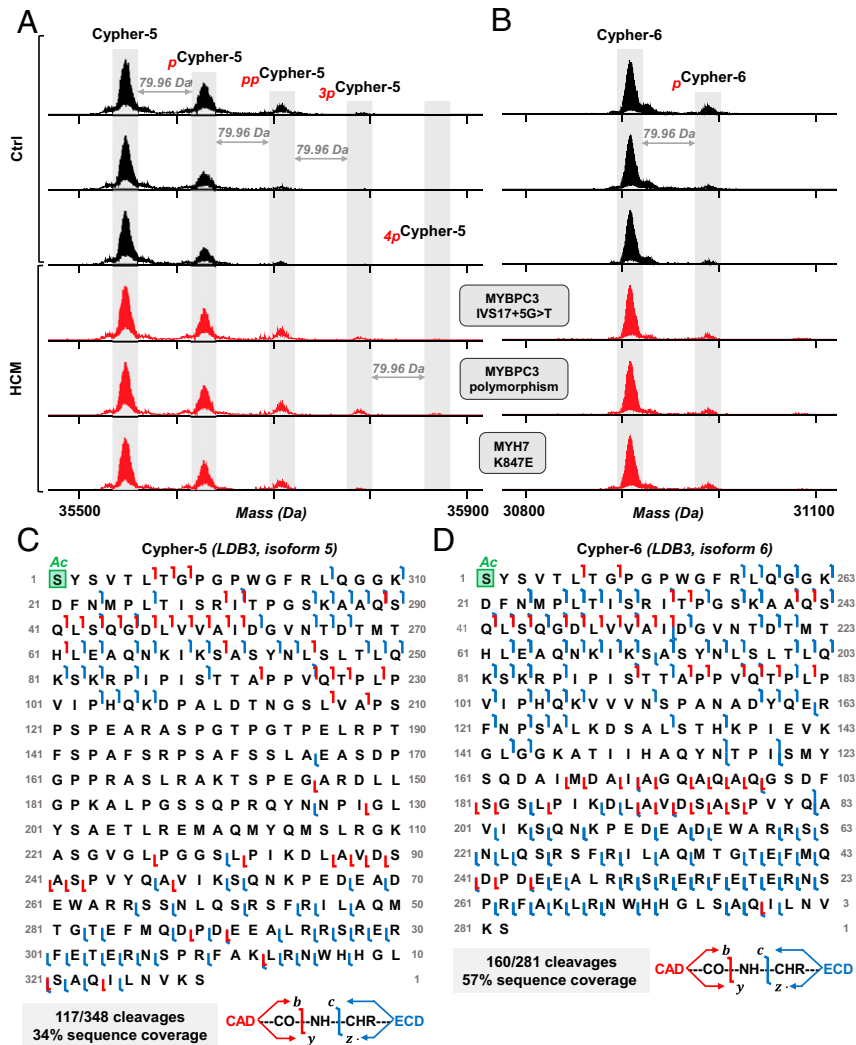 A
B
Cypher-5
pCypher-5
ppCypher-5
3pCypher-5
79.96 Da
79.96 Da
79.96 Da
4pCypher-5
79.96 Da
Cypher-6
pCypher-6
79.96 Da
Ctrl
HCM
MYBPC3
IVS17+5G>T
MYBPC3
polymorphism
MYH7
K847E
35500 Mass (Da) 35900
30800 Mass (Da) 31100
C
Cypher-5 (LDB3, isoform 5)
Ac
1 S Y S V T L T G P G P W G F R L Q G G K 310
21 D F N M P L T I S R I T P G S K A A Q S 290
41 Q L S Q G D L V V A I D G V N T D T M T 270
61 H L E A Q N K I K S A S Y N L S L T L Q 250
81 K S K R P I P I S T T A P P V Q T P L P 230
101 V I P H Q K D P A L D T N G S L V A P S 210
121 P S P E A R A S P G T P G T P E L R P T 190
141 F S P A F S R P S A F S S L A E A S D P 170
161 G P P R A S L R A K T S P E G A R D L L 150
181 G P K A L P G S S Q P R Q Y N N P I G L 130
201 Y S A E T L R E M A Q M Y Q M S L R G K 110
221 A S G V G L P G G S L P I K D L A V D S 90
241 A S P V Y Q A V I K S Q N K P E D E A D 70
261 E W A R R S S N L Q S R S F R I L A Q M 50
281 T G T E F M Q D P D E E A L R R S R E R 30
301 F E T E R N S P R F A K L R N W H H G L 10
321 S A Q I L N V K S 1
117/348 cleavages
34% sequence coverage
b c
CAD ---CO---NH---CHR--- ECD
y z·
D
Cypher-6 (LDB3, isoform 6)
Ac
1 S Y S V T L T G P G P W G F R L Q G G K 263
21 D F N M P L T I S R I T P G S K A A Q S 243
41 Q L S Q G D L V V A I D G V N T D T M T 223
61 H L E A Q N K I K S A S Y N L S L T L Q 203
81 K S K R P I P I S T T A P P V Q T P L P 183
101 V I P H Q K V V V N S P A N A D Y Q E R 163
121 F N P S A L K D S A L S T H K P I E V K 143
141 G L G G K A T I I H A Q Y N T P I S M Y 123
161 S Q D A I M D A I A G Q A Q A Q G S D F 103
181 S G S L P I K D L A V D S A S P V Y Q A 83
201 V I K S Q N K P E D E A D E W A R R S S 63
221 N L Q S R S F R I L A Q M T G T E F M Q 43
241 D P D E E A L R R S R E R F E T E R N S 23
261 P R F A K L R N W H H G L S A Q I L N V 3
281 K S 1
160/281 cleavages
57% sequence coverage
b c
CAD ---CO---NH---CHR--- ECD
y z·